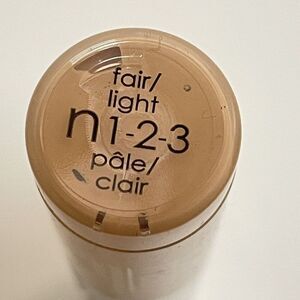 fair/
light
n1-2-3
pâle/
clair